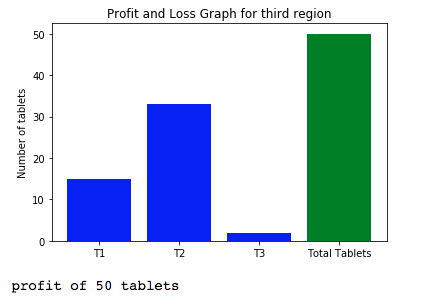 Profit and Loss Graph for third region
50
40
30
20
10
0
Number of tablets
T1 T2 T3 Total Tablets
profit of 50 tablets